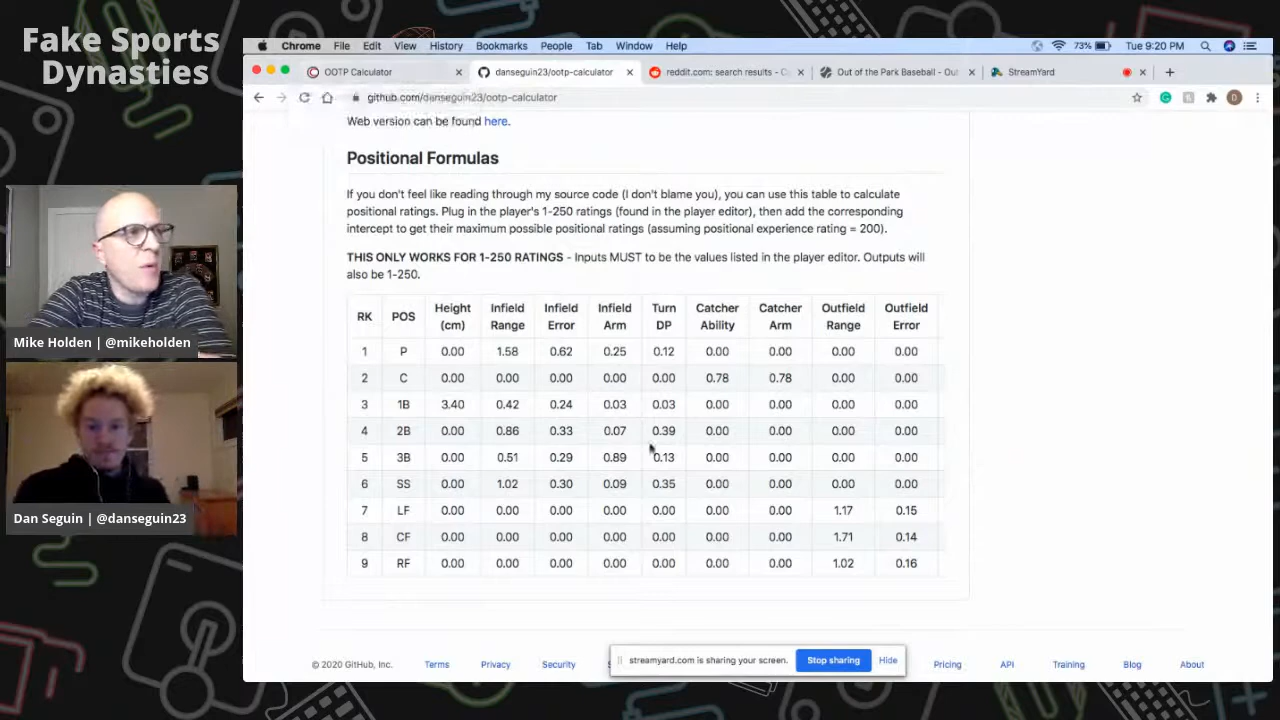 Fake Sports
Dynasties
Chrome File Edit View History Bookmarks People Tab Window Help
73% Tue 9:20 PM
OOTP Calculator
danseguin23/ootp-calculator
reddit.com: search results - C
Out of the Park Baseball - Out
StreamYard
github.com/danseguin23/ootp-calculator
Web version can be found here.
Positional Formulas
If you don't feel like reading through my source code (I don't blame you), you can use this table to calculate
positional ratings. Plug in the player's 1-250 ratings (found in the player editor), then add the corresponding
intercept to get their maximum possible positional ratings (assuming positional experience rating = 200).
THIS ONLY WORKS FOR 1-250 RATINGS - Inputs MUST to be the values listed in the player editor. Outputs will
also be 1-250.
RK POS Height (cm) Infield Range Infield Error Infield Arm Turn DP Catcher Ability Catcher Arm Outfield Range Outfield Error
1 P 0.00 1.58 0.62 0.25 0.12 0.00 0.00 0.00 0.00
2 C 0.00 0.00 0.00 0.00 0.00 0.78 0.78 0.00 0.00
3 1B 3.40 0.42 0.24 0.03 0.03 0.00 0.00 0.00 0.00
4 2B 0.00 0.86 0.33 0.07 0.39 0.00 0.00 0.00 0.00
5 3B 0.00 0.51 0.29 0.89 0.13 0.00 0.00 0.00 0.00
6 SS 0.00 1.02 0.30 0.09 0.35 0.00 0.00 0.00 0.00
7 LF 0.00 0.00 0.00 0.00 0.00 0.00 0.00 1.17 0.15
8 CF 0.00 0.00 0.00 0.00 0.00 0.00 0.00 1.71 0.14
9 RF 0.00 0.00 0.00 0.00 0.00 0.00 0.00 1.02 0.16
Mike Holden | @mikeholden
Dan Seguin | @danseguin23
© 2020 GitHub, Inc. Terms Privacy Security
streamyard.com is sharing your screen. Stop sharing Hide
Pricing API Training Blog About